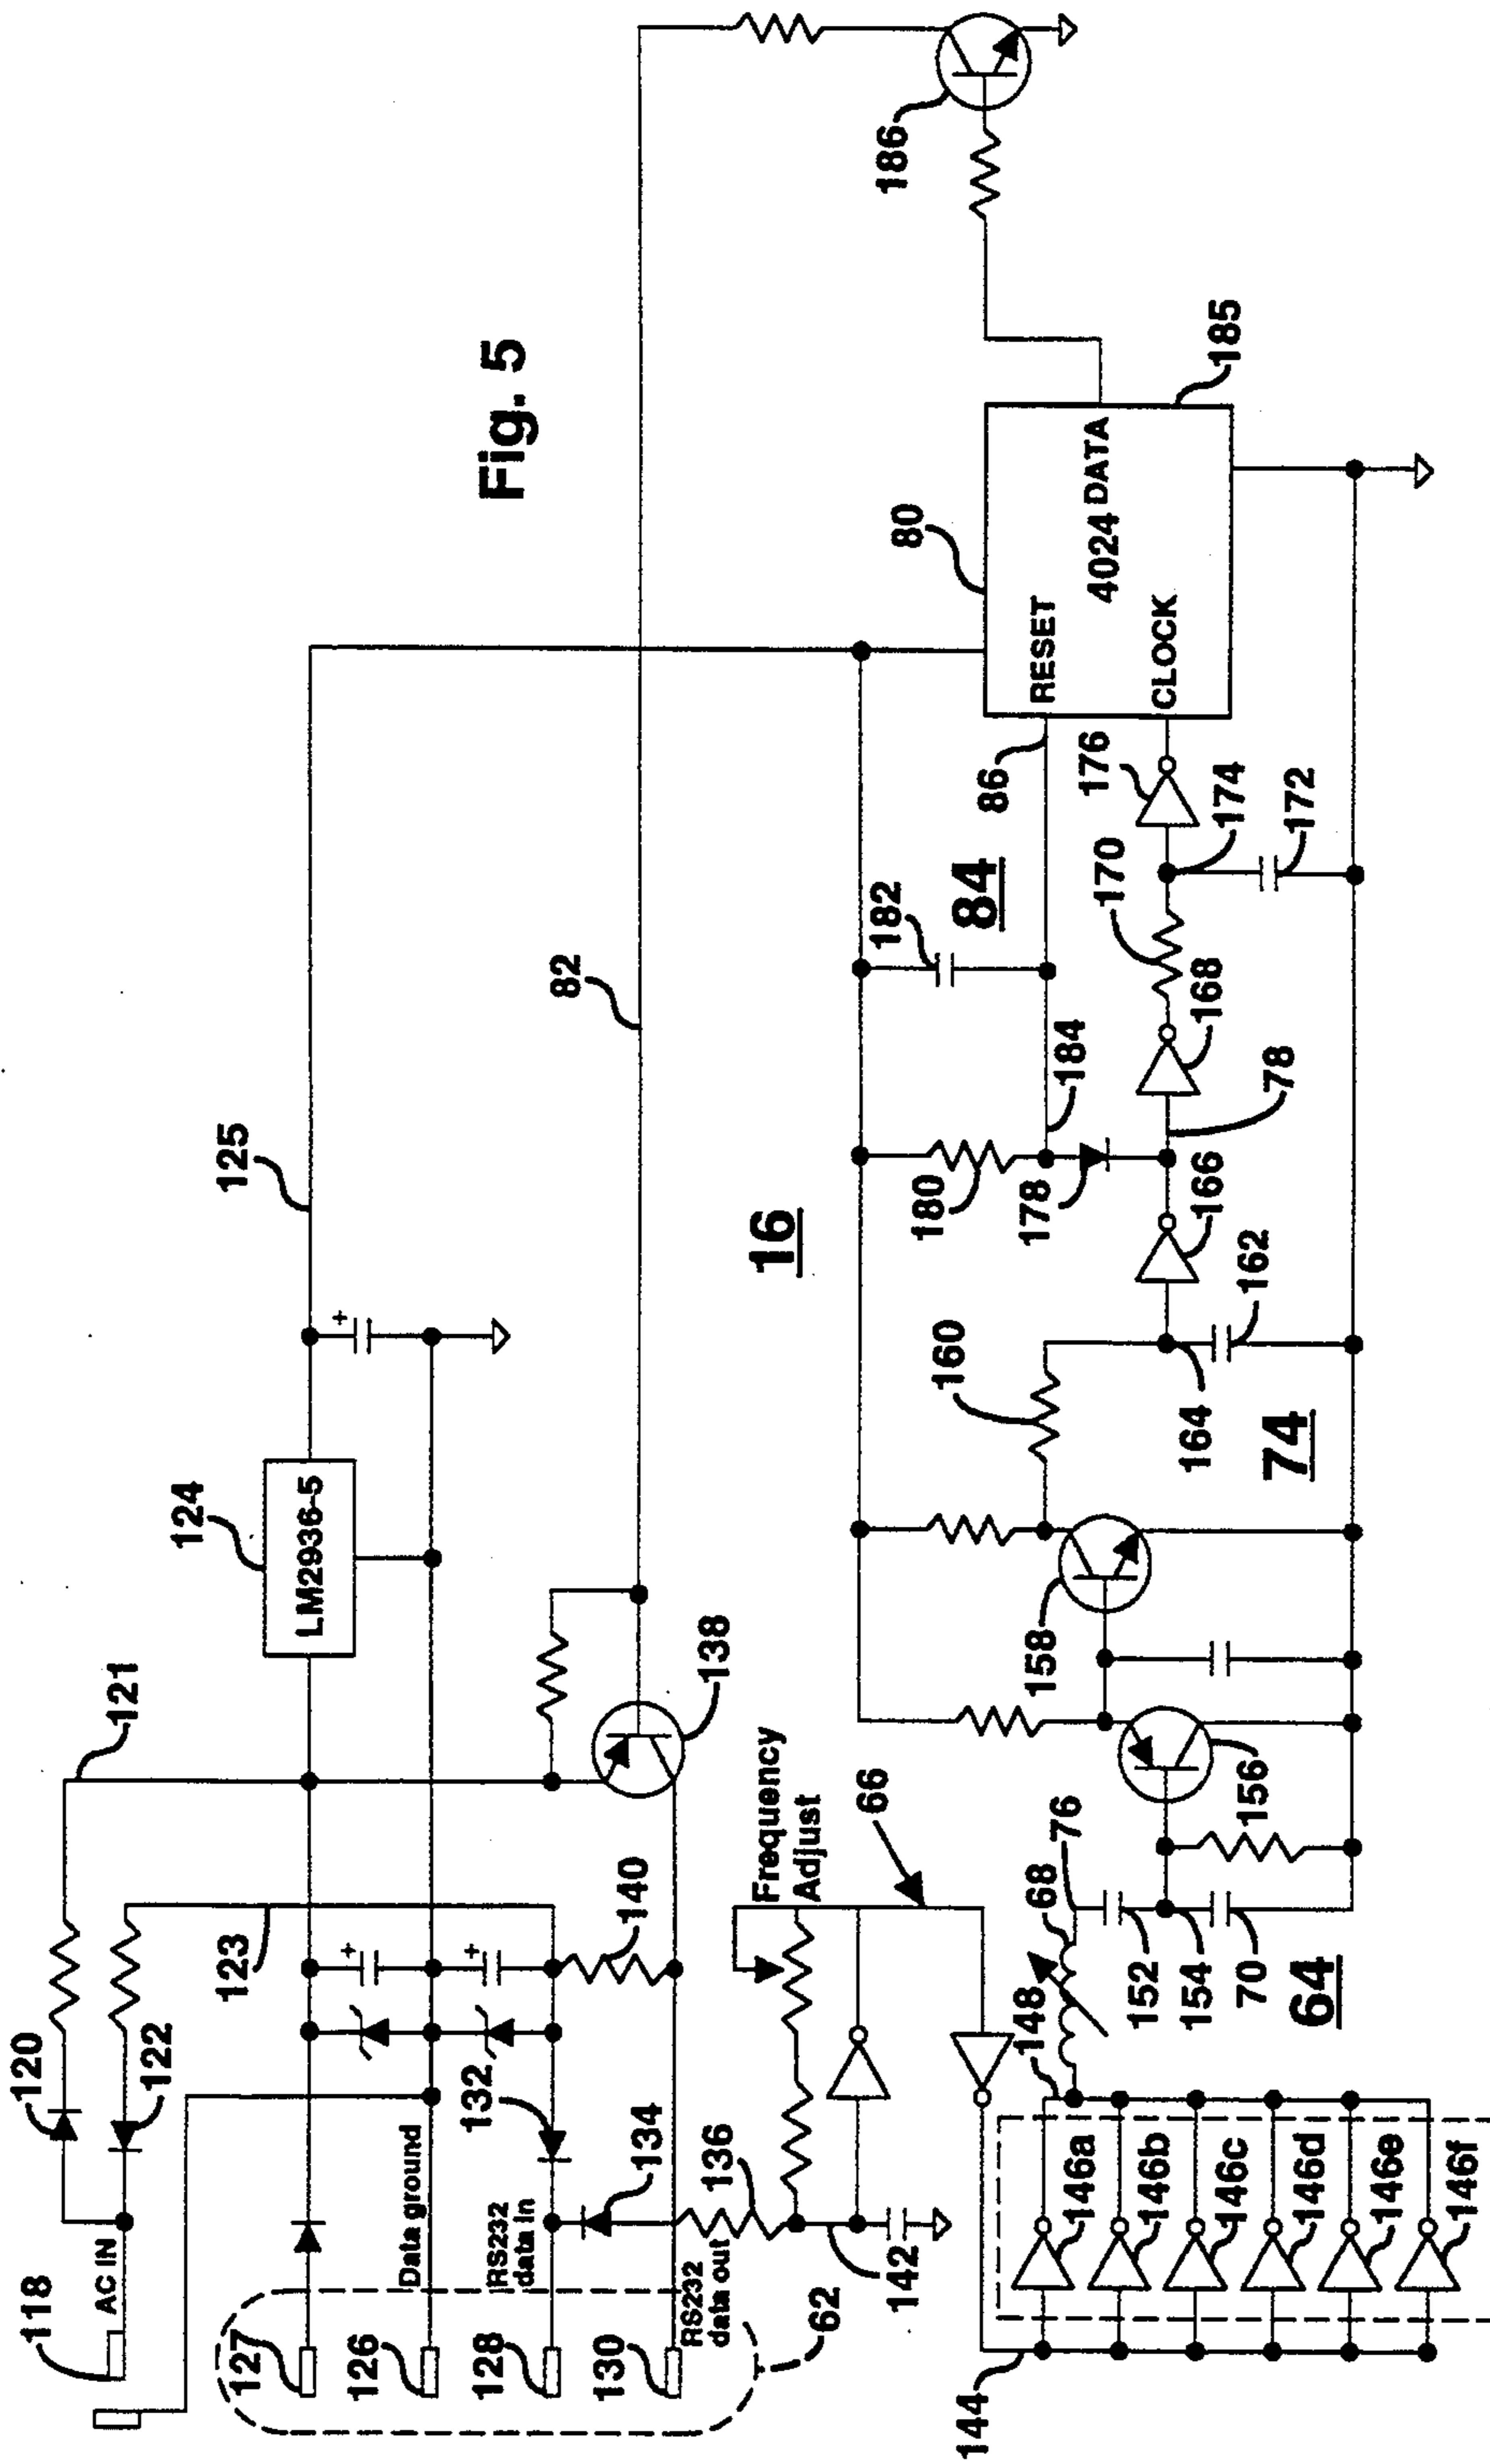 Fig. 5
16
118
AC IN
120
122
121
123
124
LM2936-5
125
127
126
Data ground
128
RS232
data in
130
RS232
data out
132
134
136
138
140
62
142
82
Frequency
Adjust
66
144
146a
146b
146c
146d
146e
146f
148
68
76
152
154
70
64
156
158
160
164
162
74
166
78
168
170
174
172
176
180
178
184
182
84
86
RESET
CLOCK
4024
DATA
80
185
186